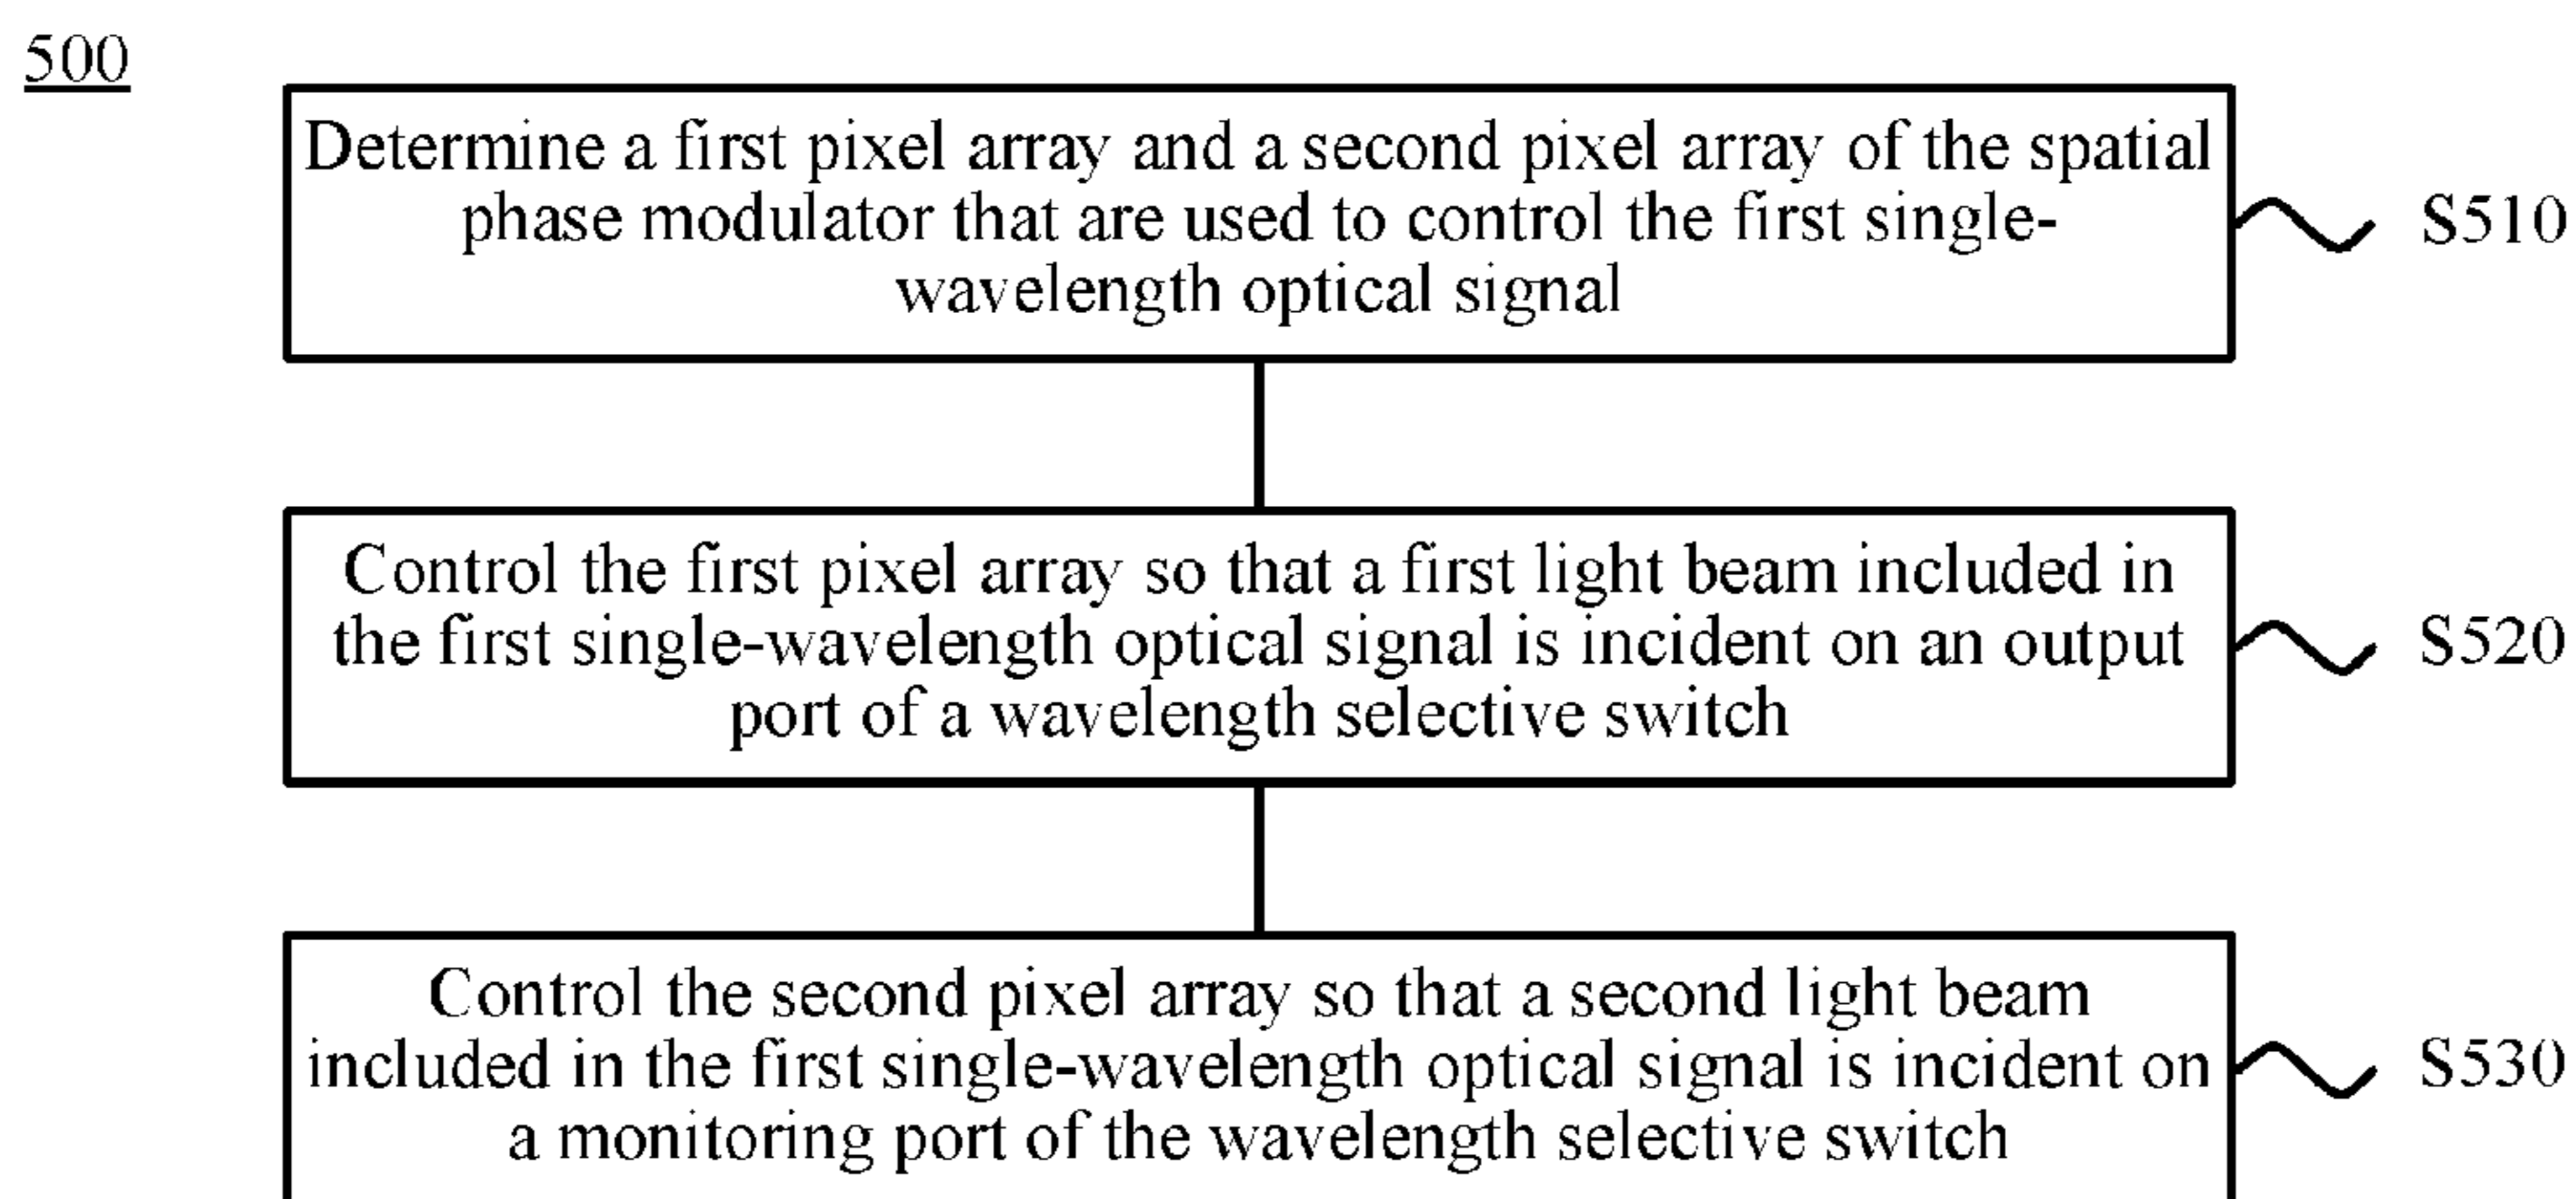 500
Determine a first pixel array and a second pixel array of the spatial
phase modulator that are used to control the first single-
wavelength optical signal
S510
Control the first pixel array so that a first light beam included in
the first single-wavelength optical signal is incident on an output
port of a wavelength selective switch
S520
Control the second pixel array so that a second light beam
included in the first single-wavelength optical signal is incident on
a monitoring port of the wavelength selective switch
S530